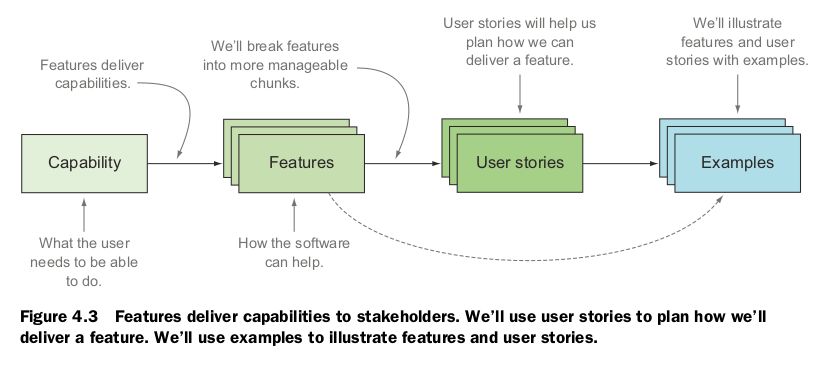 Features deliver
capabilities.
We'll break features
into more manageable
chunks.
User stories will help us
plan how we can
deliver a feature.
We'll illustrate
features and user
stories with examples.
Capability
Features
User stories
Examples
What the user
needs to be able
to do.
How the software
can help.
Figure 4.3 Features deliver capabilities to stakeholders. We'll use user stories to plan how we'll
deliver a feature. We'll use examples to illustrate features and user stories.